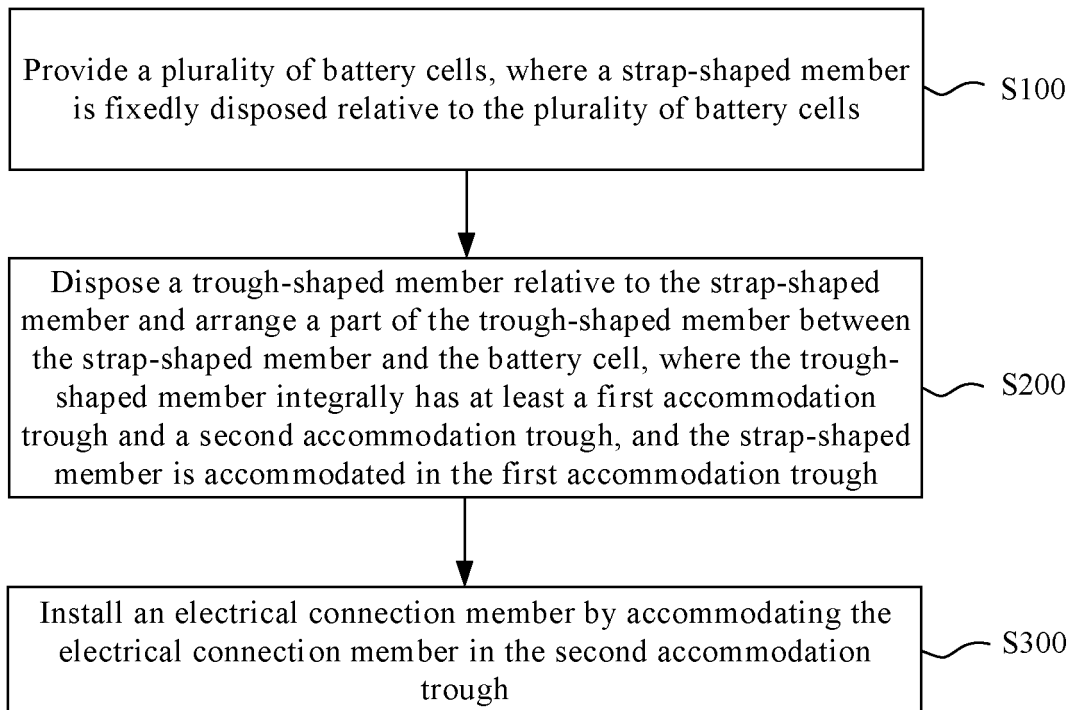 Provide a plurality of battery cells, where a strap-shaped member
is fixedly disposed relative to the plurality of battery cells
S100
Dispose a trough-shaped member relative to the strap-shaped
member and arrange a part of the trough-shaped member between
the strap-shaped member and the battery cell, where the trough-
shaped member integrally has at least a first accommodation
trough and a second accommodation trough, and the strap-shaped
member is accommodated in the first accommodation trough
S200
Install an electrical connection member by accommodating the
electrical connection member in the second accommodation
trough
S300